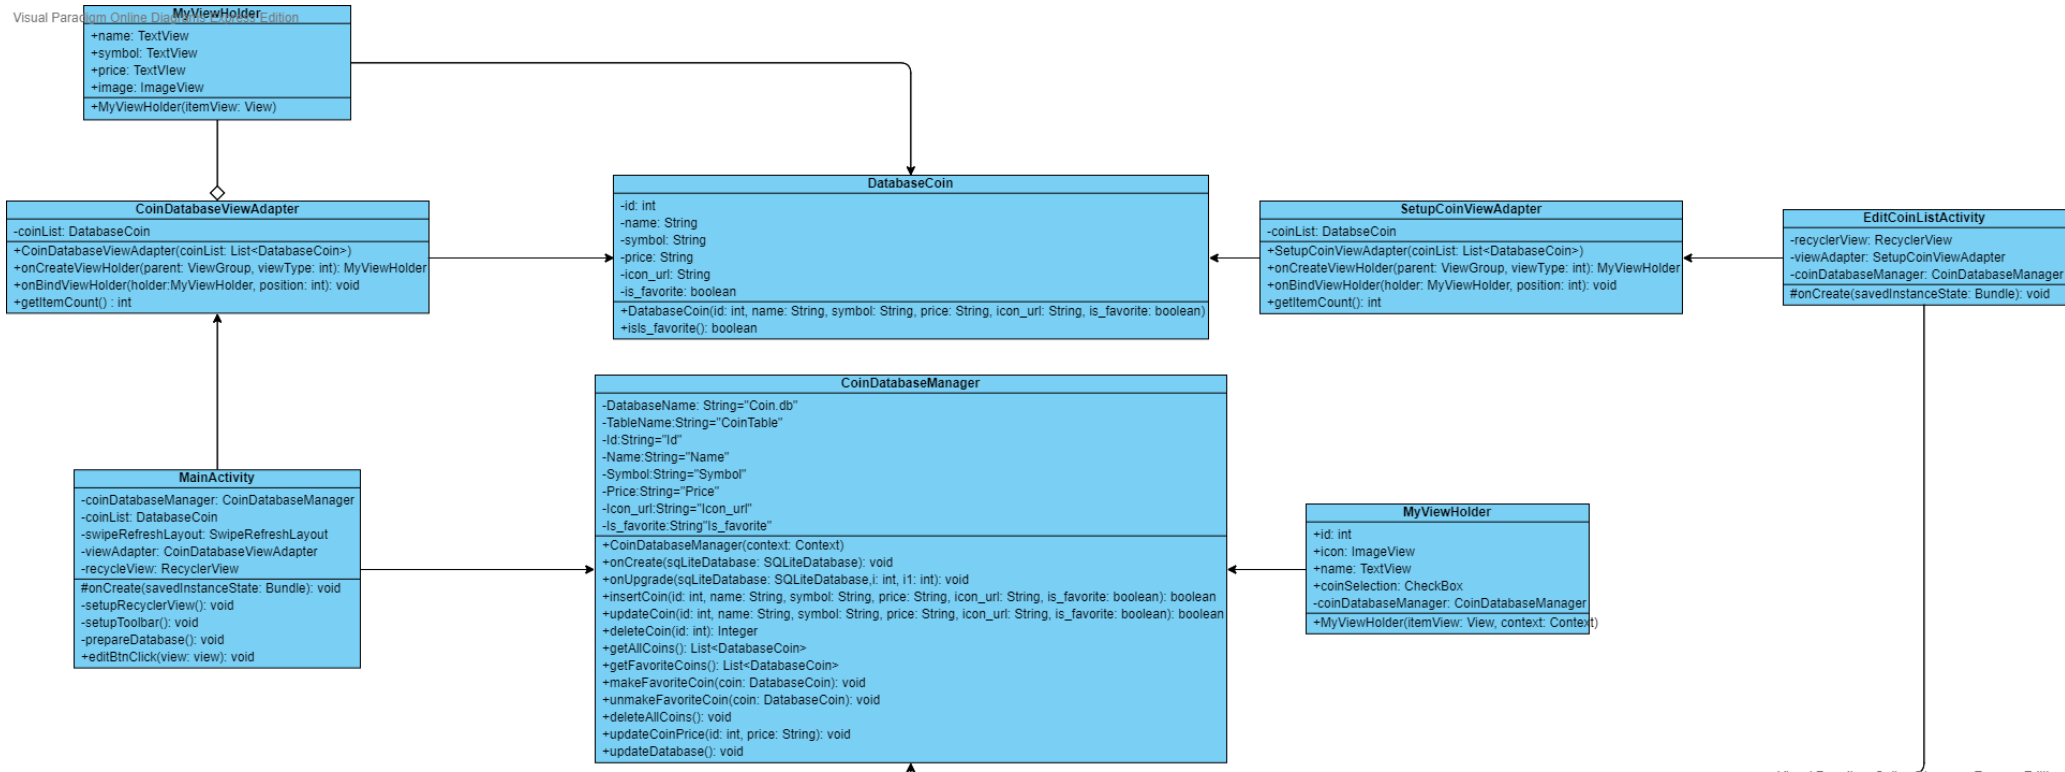 Visual Paradigm Online Diagrams Express Edition
MyViewHolder
+name: TextView
+symbol: TextView
+price: TextVIew
+image: ImageView
+MyViewHolder(itemView: View)
CoinDatabaseViewAdapter
-coinList: DatabaseCoin
+CoinDatabaseViewAdapter(coinList: List<DatabaseCoin>)
+onCreateViewHolder(parent: ViewGroup, viewType: int): MyViewHolder
+onBindViewHolder(holder:MyViewHolder, position: int): void
+getItemCount() : int
DatabaseCoin
-id: int
-name: String
-symbol: String
-price: String
-icon_url: String
-is_favorite: boolean
+DatabaseCoin(id: int, name: String, symbol: String, price: String, icon_url: String, is_favorite: boolean)
+isIs_favorite(): boolean
SetupCoinViewAdapter
-coinList: DatabseCoin
+SetupCoinViewAdapter(coinList: List<DatabaseCoin>)
+onCreateViewHolder(parent: ViewGroup, viewType: int): MyViewHolder
+onBindViewHolder(holder: MyViewHolder, position: int): void
+getItemCount(): int
EditCoinListActivity
-recyclerView: RecyclerView
-viewAdapter: SetupCoinViewAdapter
-coinDatabaseManager: CoinDatabaseManager
#onCreate(savedInstanceState: Bundle): void
MainActivity
-coinDatabaseManager: CoinDatabaseManager
-coinList: DatabaseCoin
-swipeRefreshLayout: SwipeRefreshLayout
-viewAdapter: CoinDatabaseViewAdapter
-recycleView: RecyclerView
#onCreate(savedInstanceState: Bundle): void
-setupRecyclerView(): void
-setupToolbar(): void
-prepareDatabase(): void
+editBtnClick(view: view): void
CoinDatabaseManager
-DatabaseName: String="Coin.db"
-TableName:String="CoinTable"
-Id:String="Id"
-Name:String="Name"
-Symbol:String="Symbol"
-Price:String="Price"
-Icon_url:String="Icon_url"
-Is_favorite:String"Is_favorite"
+CoinDatabaseManager(context: Context)
+onCreate(sqLiteDatabase: SQLiteDatabase): void
+onUpgrade(sqLiteDatabase: SQLiteDatabase,i: int, i1: int): void
+insertCoin(id: int, name: String, symbol: String, price: String, icon_url: String, is_favorite: boolean): boolean
+updateCoin(id: int, name: String, symbol: String, price: String, icon_url: String, is_favorite: boolean): boolean
+deleteCoin(id: int): Integer
+getAllCoins(): List<DatabaseCoin>
+getFavoriteCoins(): List<DatabaseCoin>
+makeFavoriteCoin(coin: DatabaseCoin): void
+unmakeFavoriteCoin(coin: DatabaseCoin): void
+deleteAllCoins(): void
+updateCoinPrice(id: int, price: String): void
+updateDatabase(): void
MyViewHolder
+id: int
+icon: ImageView
+name: TextView
+coinSelection: CheckBox
-coinDatabaseManager: CoinDatabaseManager
+MyViewHolder(itemView: View, context: Context)